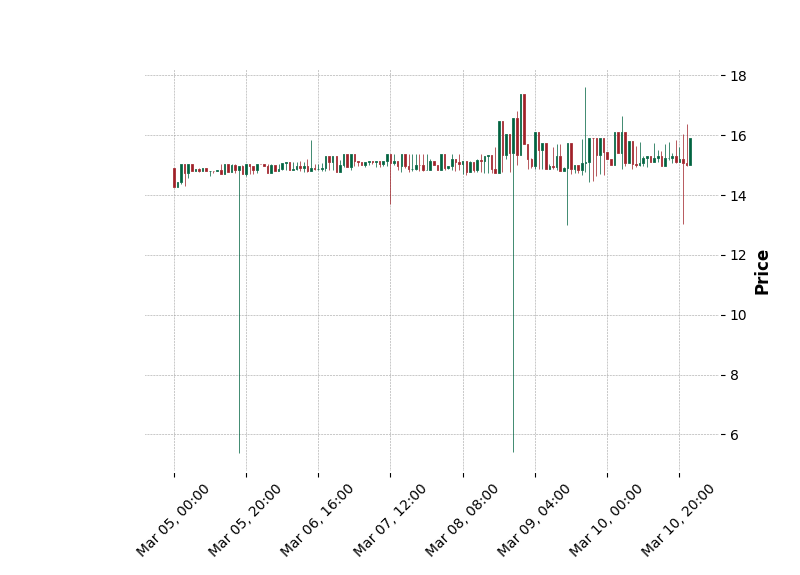 18
16
14
12
10
8
6
Price
Mar 05, 00:00
Mar 05, 20:00
Mar 06, 16:00
Mar 07, 12:00
Mar 08, 08:00
Mar 09, 04:00
Mar 10, 00:00
Mar 10, 20:00